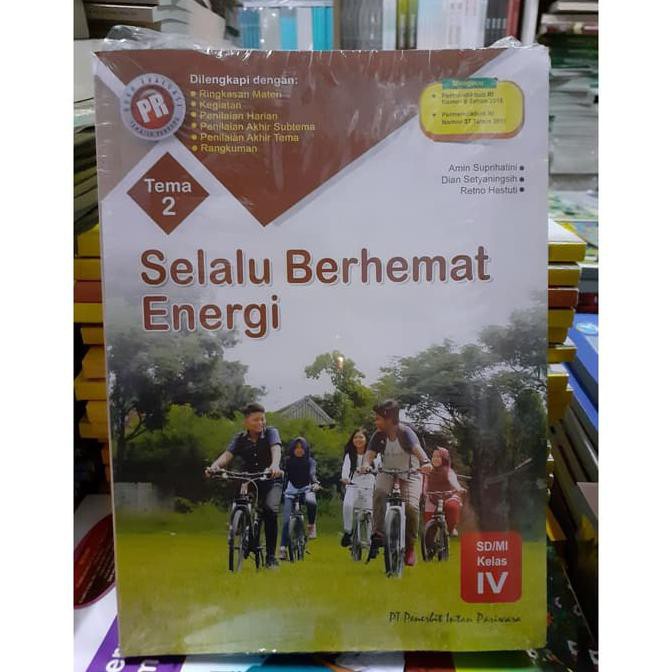 PR
Dilengkapi dengan:
Ringkasan Materi
Kegiatan
Penilaian Harian
Penilaian Akhir Subtema
Penilaian Akhir Tema
Rangkuman
Amin Suprihatini
Dian Setyaningsih
Retno Hastuti
Tema
2
Selalu Berhemat
Energi
SD/MI
Kelas
IV
PT Penerbit Intan Pariwara